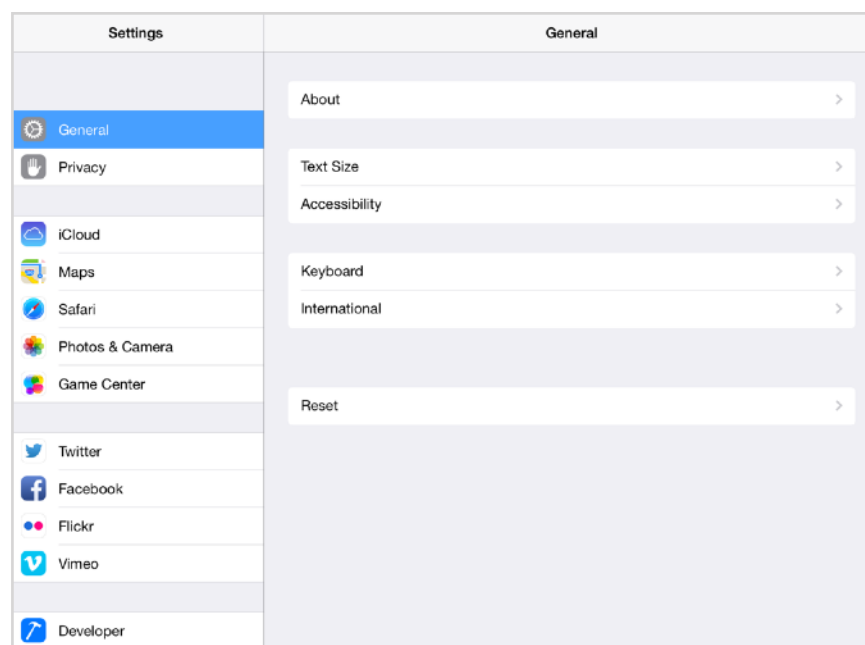 Settings
General
General
Privacy
iCloud
Maps
Safari
Photos & Camera
Game Center
Twitter
Facebook
Flickr
Vimeo
Developer
About
Text Size
Accessibility
Keyboard
International
Reset